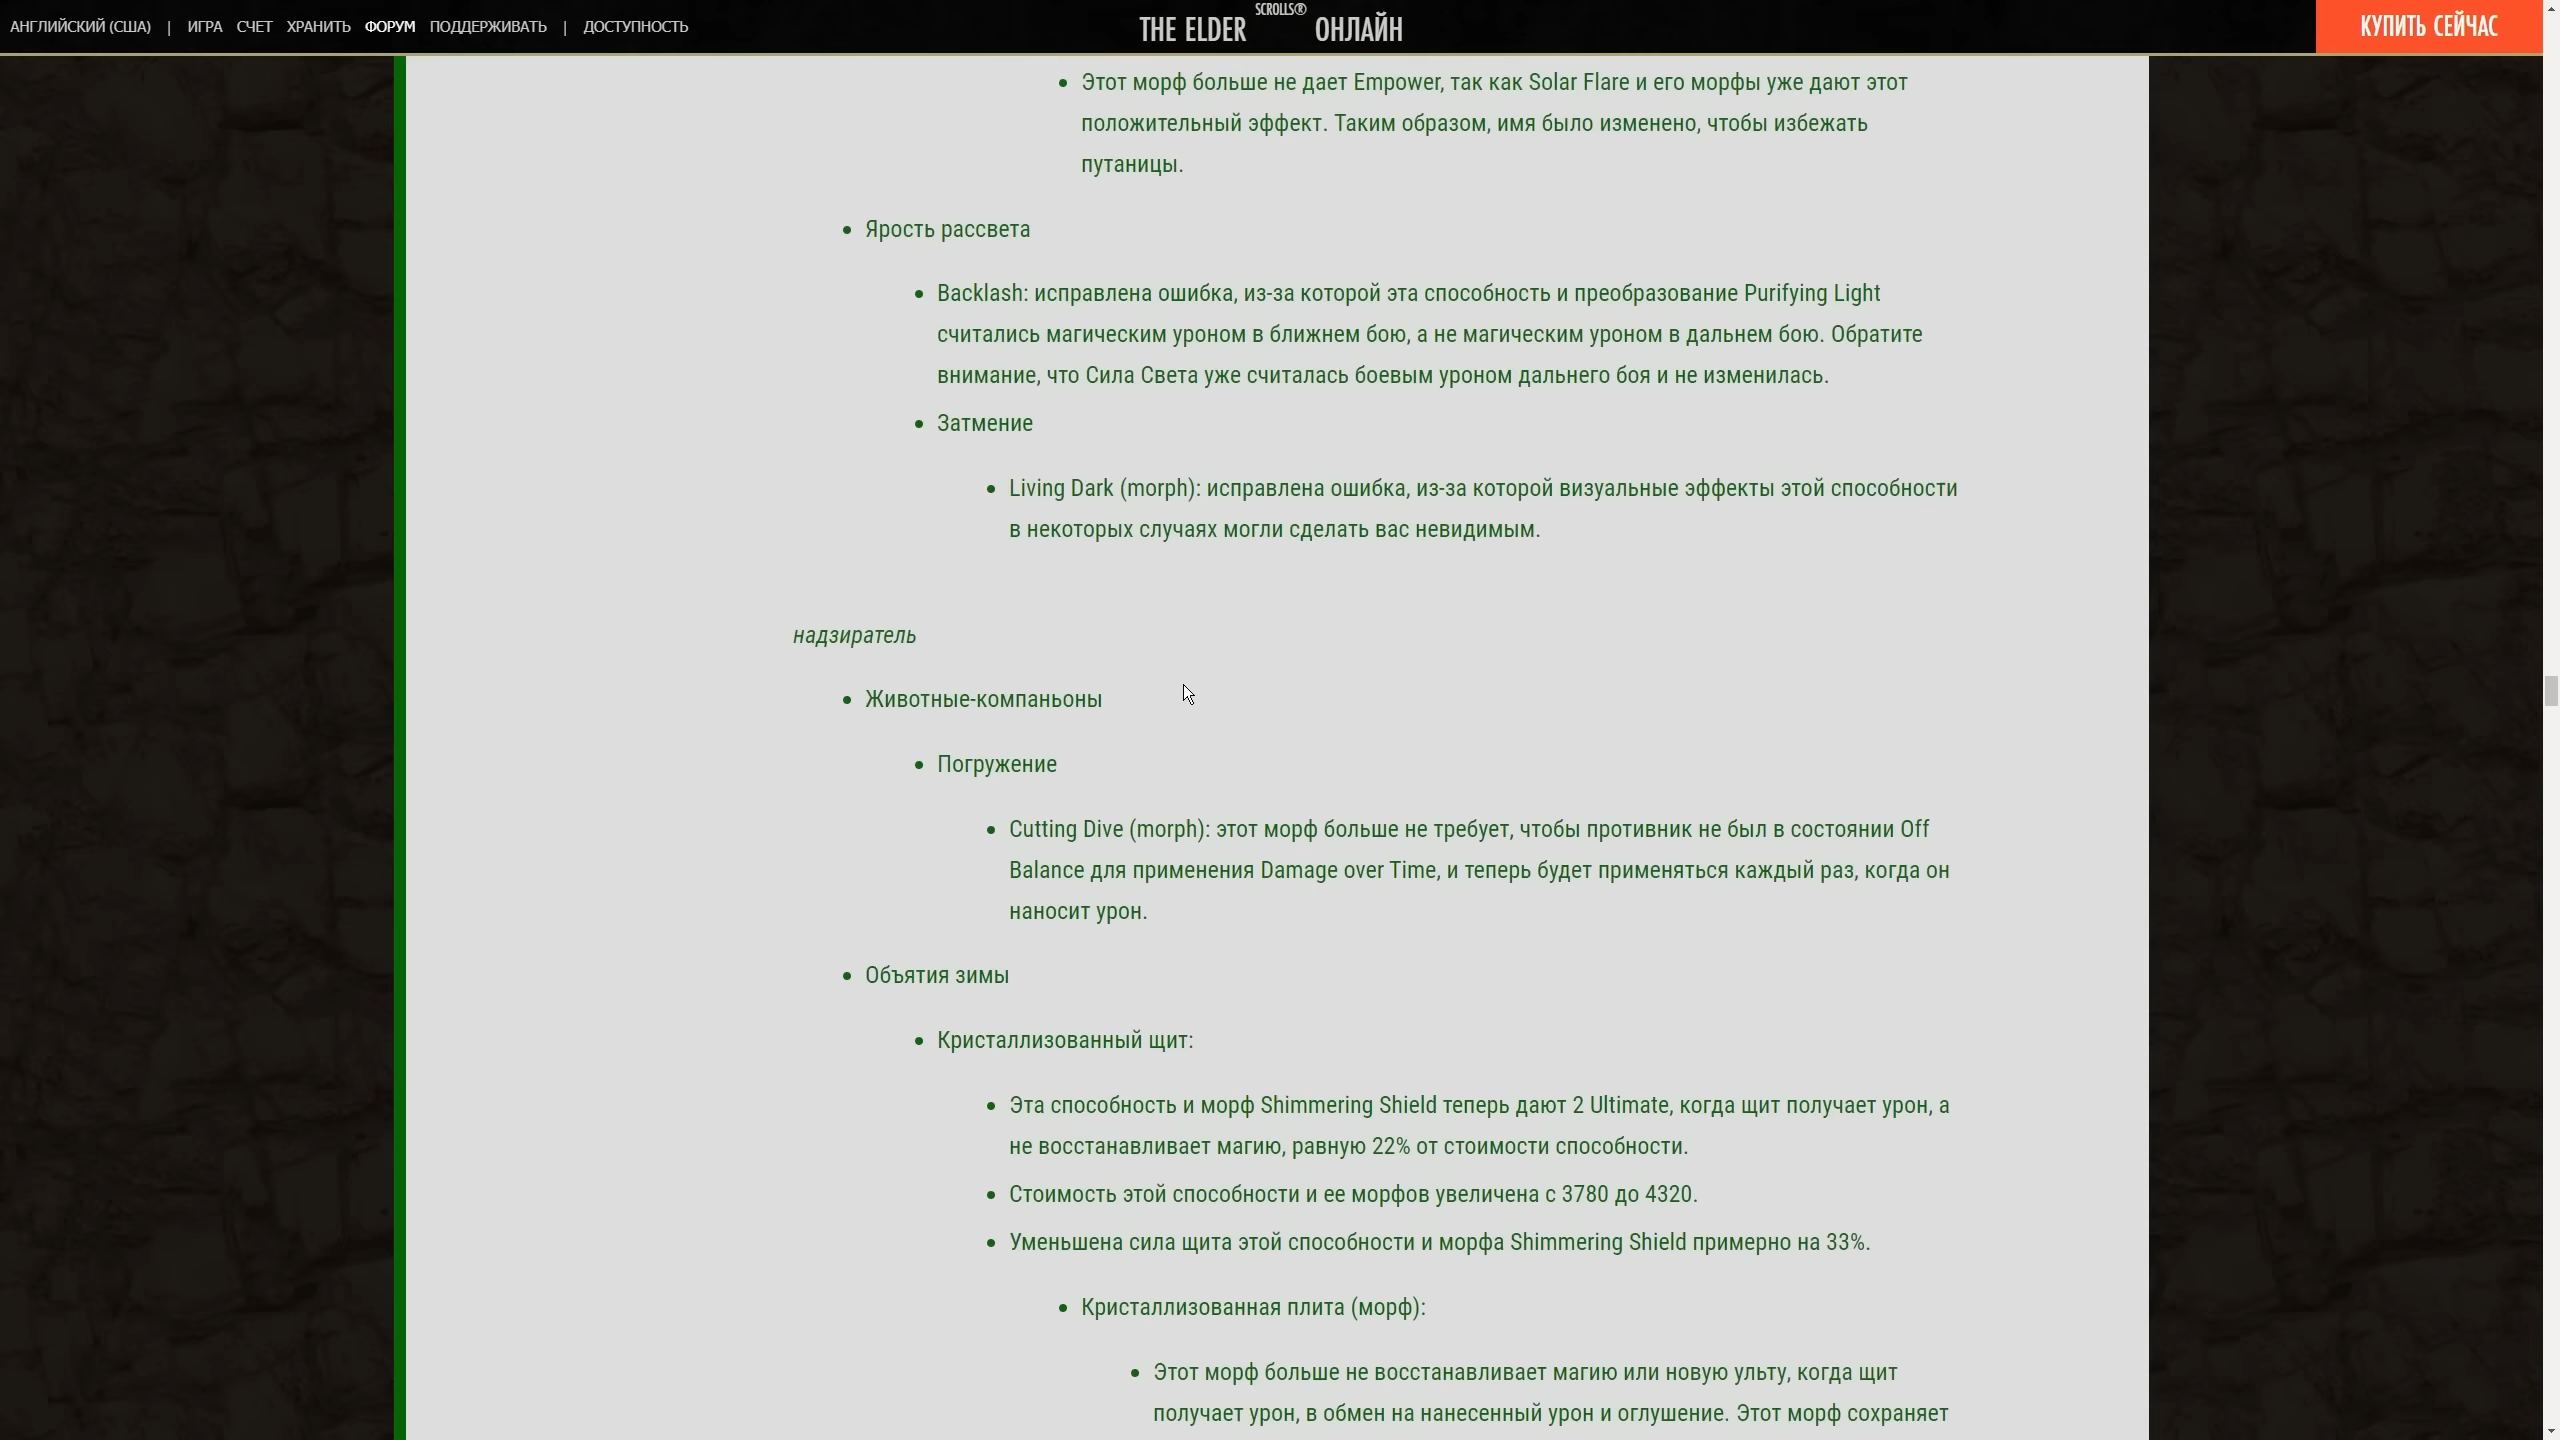 АНГЛИЙСКИЙ (США) | ИГРА СЧЕТ ХРАНИТЬ ФОРУМ ПОДДЕРЖИВАТЬ | ДОСТУПНОСТЬ
THE ELDER SCROLLS® ОНЛАЙН
КУПИТЬ СЕЙЧАС
Этот морф больше не дает Empower, так как Solar Flare и его морфы уже дают этот
положительный эффект. Таким образом, имя было изменено, чтобы избежать
путаницы.
Ярость рассвета
Backlash: исправлена ошибка, из-за которой эта способность и преобразование Purifying Light
считались магическим уроном в ближнем бою, а не магическим уроном в дальнем бою. Обратите
внимание, что Сила Света уже считалась боевым уроном дальнего боя и не изменилась.
Затмение
Living Dark (morph): исправлена ошибка, из-за которой визуальные эффекты этой способности
в некоторых случаях могли сделать вас невидимым.
надзиратель
Животные-компаньоны
Погружение
Cutting Dive (morph): этот морф больше не требует, чтобы противник не был в состоянии Off
Balance для применения Damage over Time, и теперь будет применяться каждый раз, когда он
наносит урон.
Объятия зимы
Кристаллизованный щит:
Эта способность и морф Shimmering Shield теперь дают 2 Ultimate, когда щит получает урон, а
не восстанавливает магию, равную 22% от стоимости способности.
Стоимость этой способности и ее морфов увеличена с 3780 до 4320.
Уменьшена сила щита этой способности и морфа Shimmering Shield примерно на 33%.
Кристаллизованная плита (морф):
Этот морф больше не восстанавливает магию или новую ульту, когда щит
получает урон, в обмен на нанесенный урон и оглушение. Этот морф сохраняет